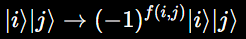 |i⟩|j⟩ → (−1)^{f(i,j)}|i⟩|j⟩